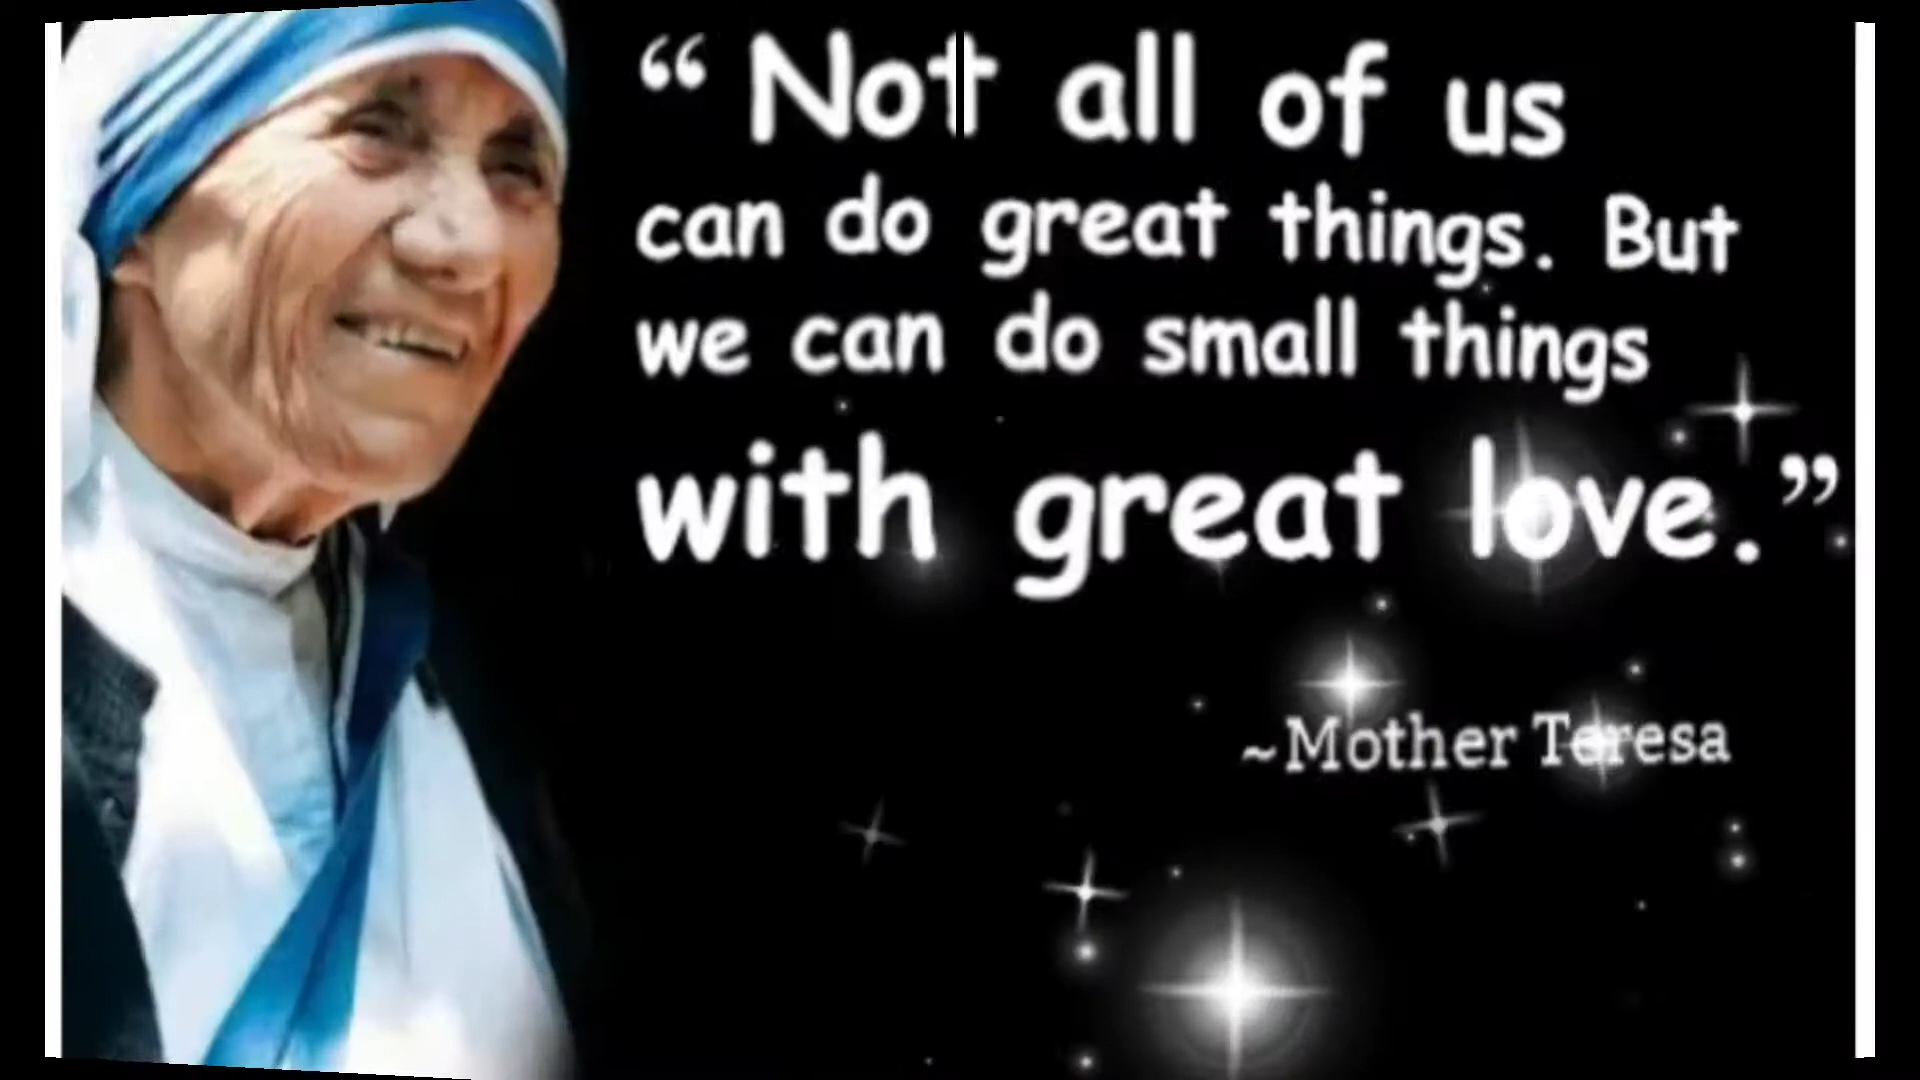 “ Not all of us
can do great things. But
we can do small things
with great love.”
~Mother Teresa